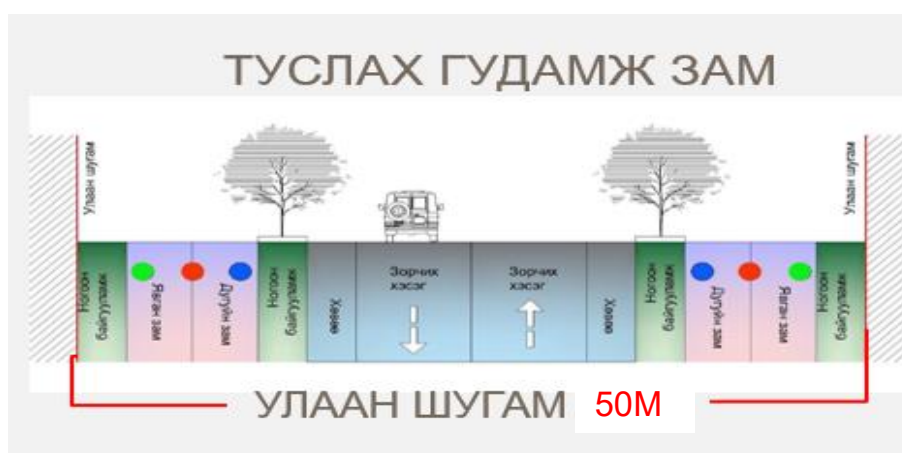 ТУСЛАХ ГУДАМЖ ЗАМ
Улаан шугам
Улаан шугам
Ногоон байгууламж
Явган зам
Дугуйн зам
Ногоон байгууламж
Хөвөө
Зорчих хэсэг
Зорчих хэсэг
Хөвөө
Ногоон байгууламж
Дугуйн зам
Явган зам
Ногоон байгууламж
УЛААН ШУГАМ 50М